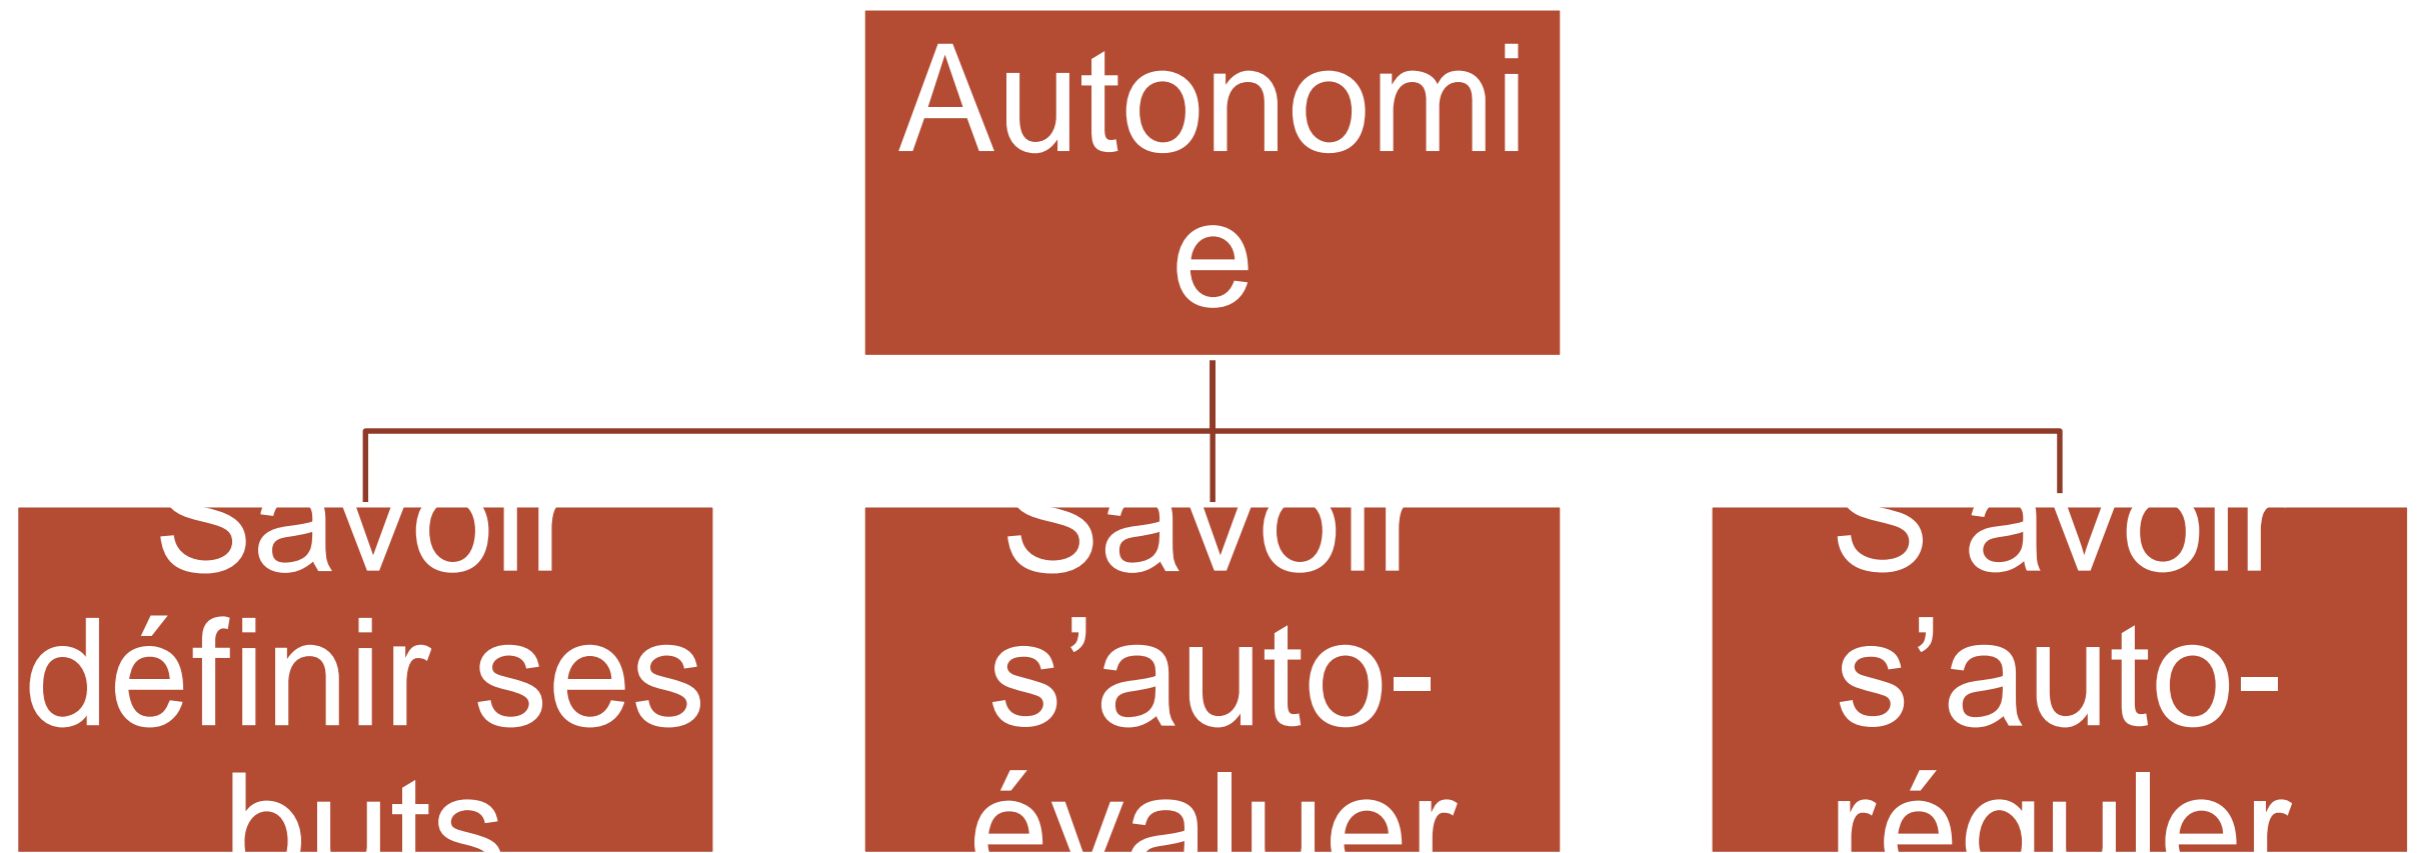 Autonomi
e
Savoir
définir ses
buts
Savoir
s’auto-
évaluer
S’avoir
s’auto-
réguler